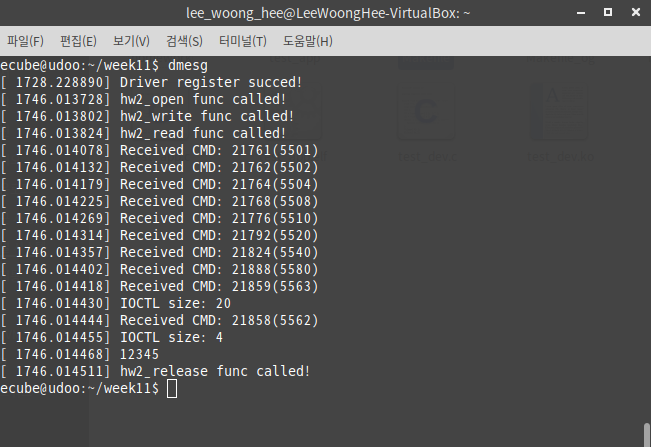 lee_woong_hee@LeeWoongHee-VirtualBox: ~
파일(F) 편집(E) 보기(V) 검색(S) 터미널(T) 도움말(H)
ecube@udoo:~/week11$ dmesg
[ 1728.228890] Driver register succed!
[ 1746.013728] hw2_open func called!
[ 1746.013802] hw2_write func called!
[ 1746.013824] hw2_read func called!
[ 1746.014078] Received CMD: 21761(5501)
[ 1746.014132] Received CMD: 21762(5502)
[ 1746.014179] Received CMD: 21764(5504)
[ 1746.014225] Received CMD: 21768(5508)
[ 1746.014269] Received CMD: 21776(5510)
[ 1746.014314] Received CMD: 21792(5520)
[ 1746.014357] Received CMD: 21824(5540)
[ 1746.014402] Received CMD: 21888(5580)
[ 1746.014418] Received CMD: 21859(5563)
[ 1746.014430] IOCTL size: 20
[ 1746.014444] Received CMD: 21858(5562)
[ 1746.014455] IOCTL size: 4
[ 1746.014468] 12345
[ 1746.014511] hw2_release func called!
ecube@udoo:~/week11$